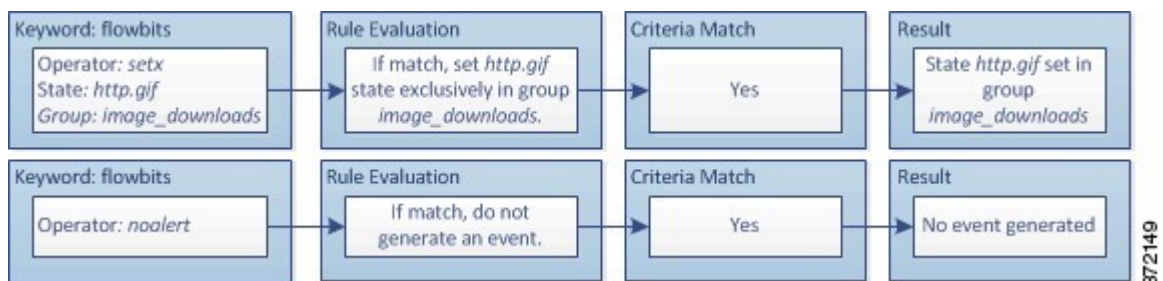 Keyword: flowbits
Operator: setx
State: http.gif
Group: image_downloads
Rule Evaluation
If match, set http.gif
state exclusively in group
image_downloads.
Criteria Match
Yes
Result
State http.gif set in
group
image_downloads
Keyword: flowbits
Operator: noalert
Rule Evaluation
If match, do not
generate an event.
Criteria Match
Yes
Result
No event generated
372149